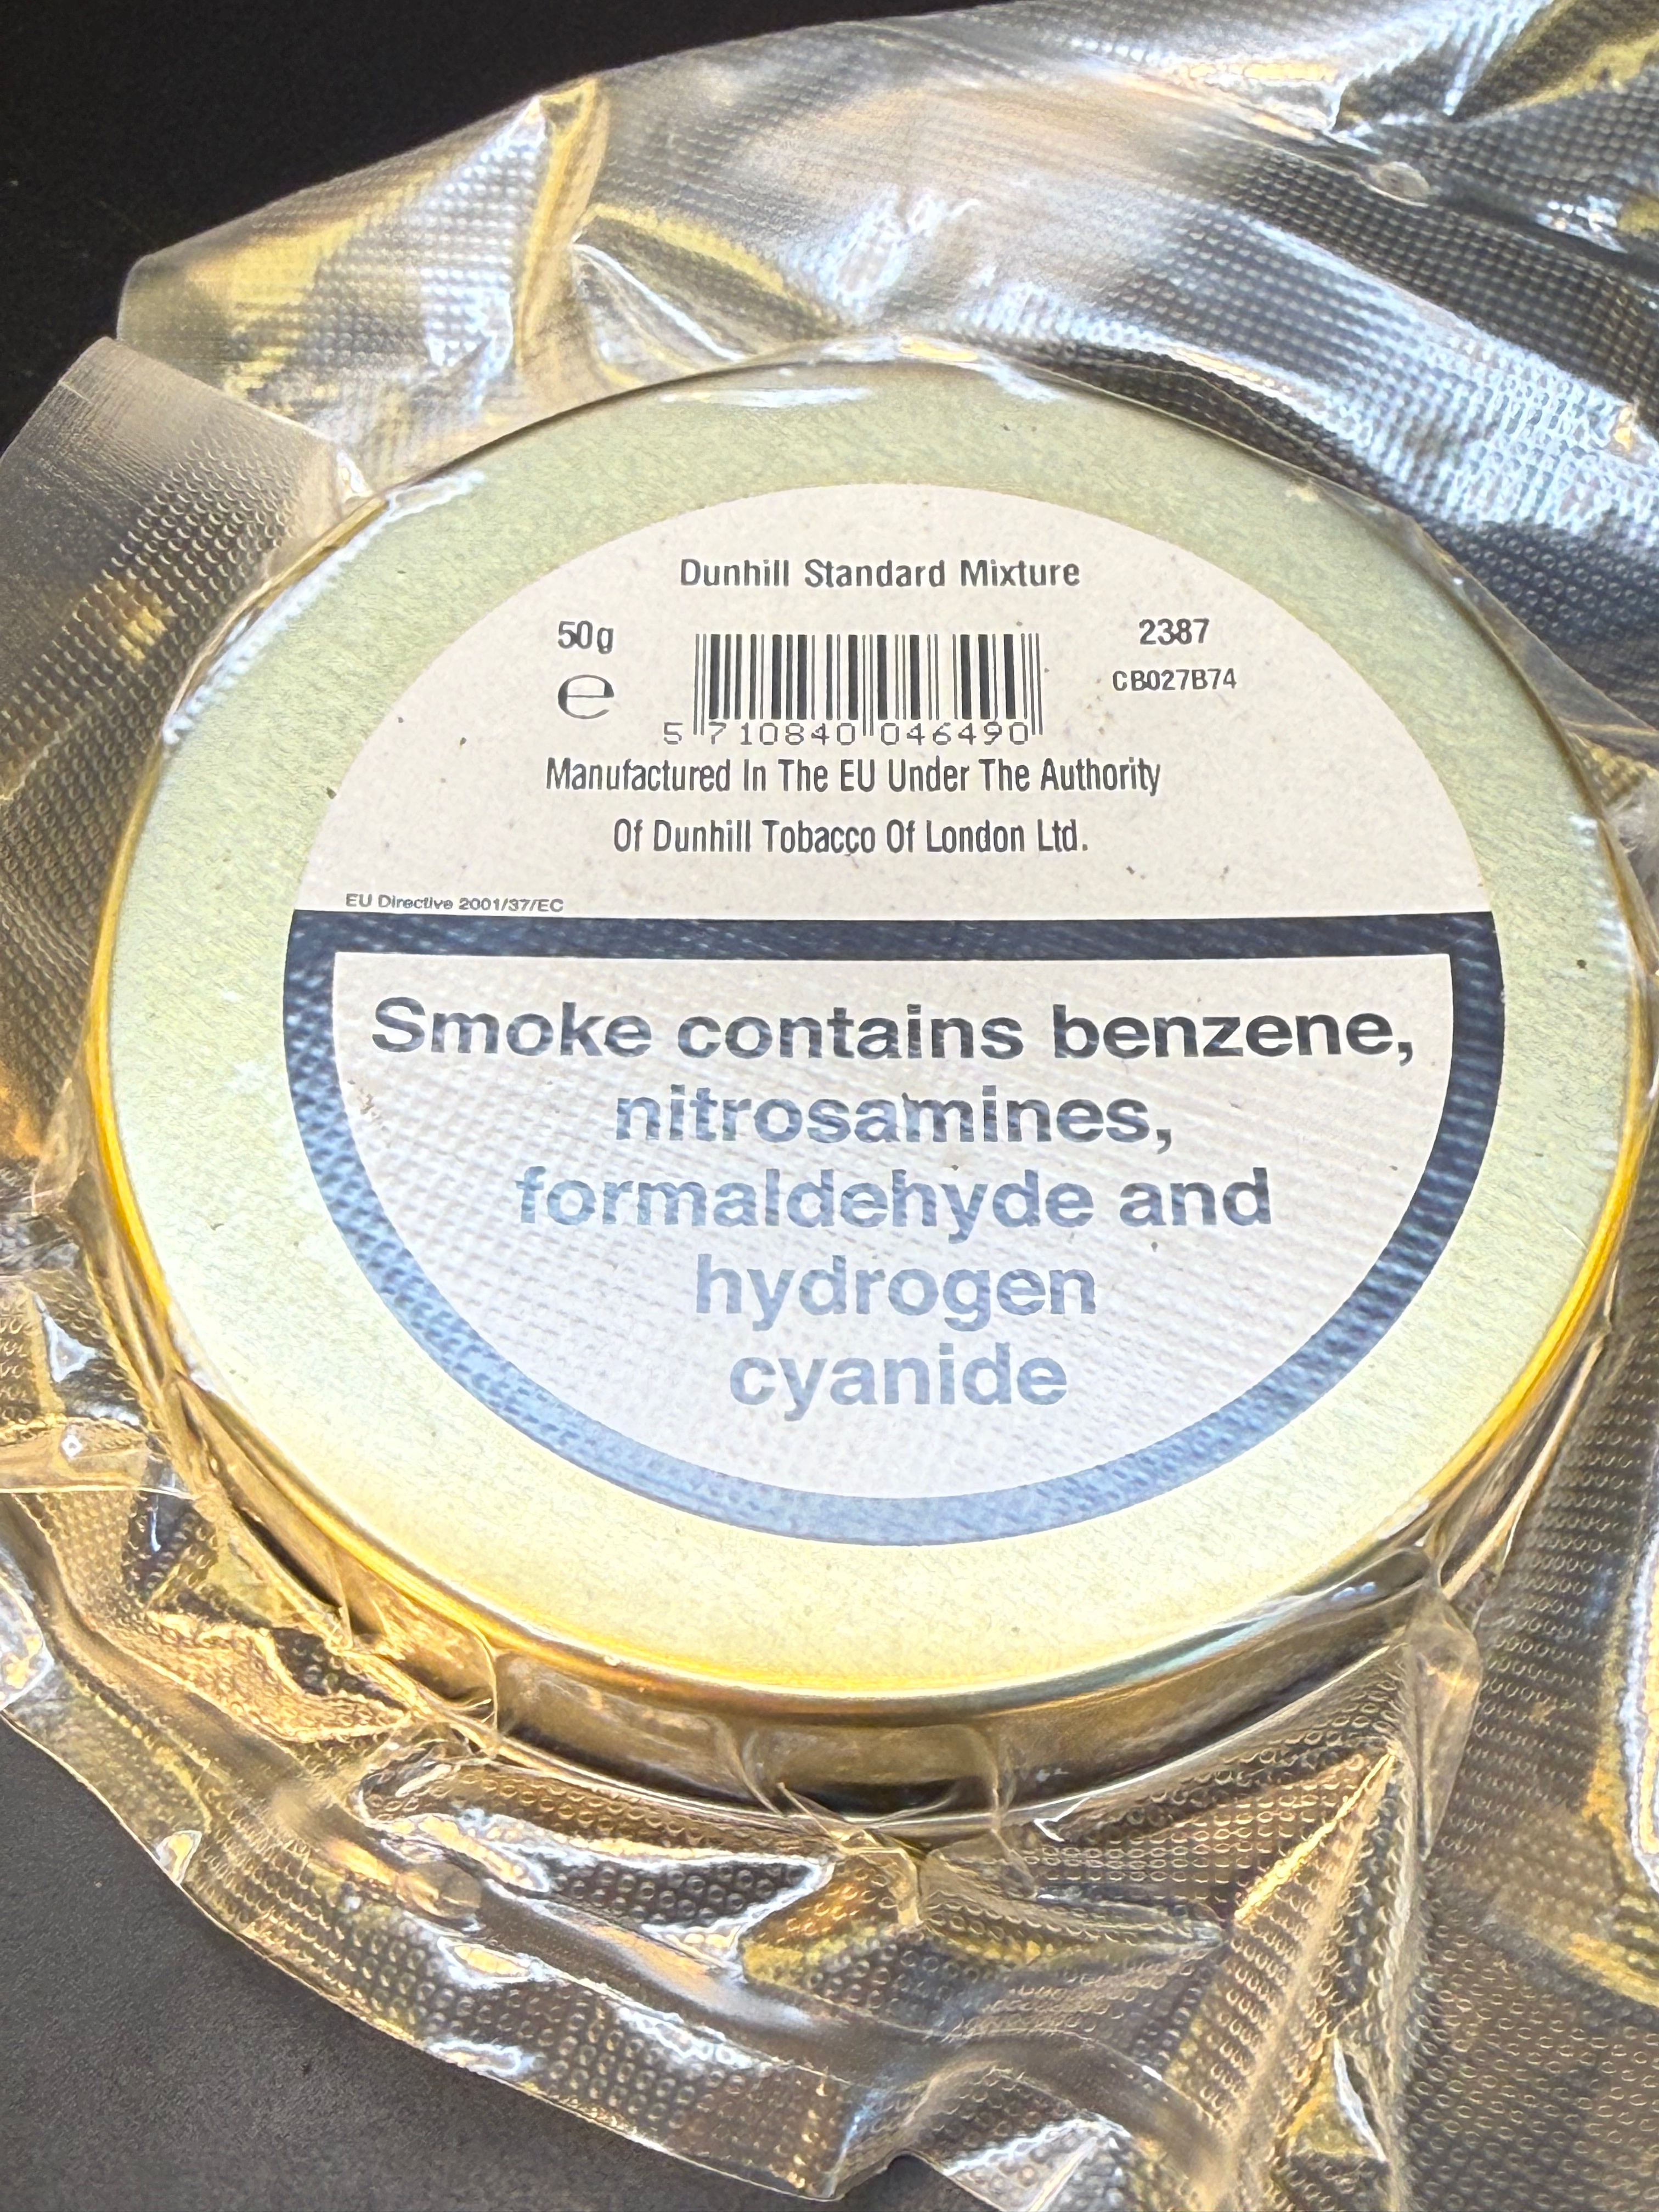 Dunhill Standard Mixture
50g
e
2387
CB027B74
5 710840 046490
Manufactured In The EU Under The Authority
Of Dunhill Tobacco Of London Ltd.
EU Directive 2001/37/EC
Smoke contains benzene,
nitrosamines,
formaldehyde and
hydrogen
cyanide